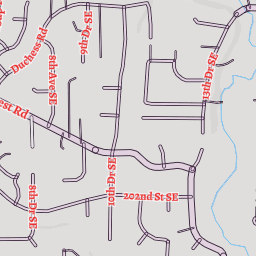 Duchess Rd
8th Ave SE
9th Dr SE
13th Dr SE
est Rd
10th Dr SE
202nd St SE
8th Dr SE